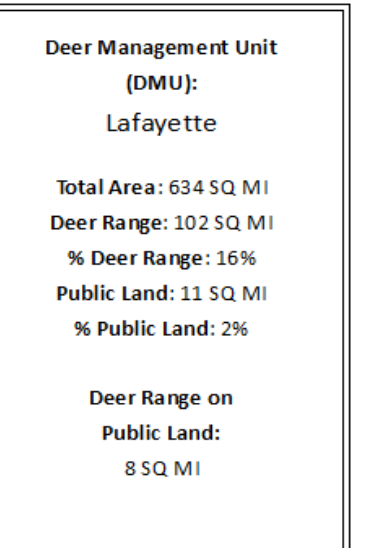 Deer Management Unit
(DMU):
Lafayette
Total Area: 634 SQ MI
Deer Range: 102 SQ MI
% Deer Range: 16%
Public Land: 11 SQ MI
% Public Land: 2%
Deer Range on
Public Land:
8 SQ MI